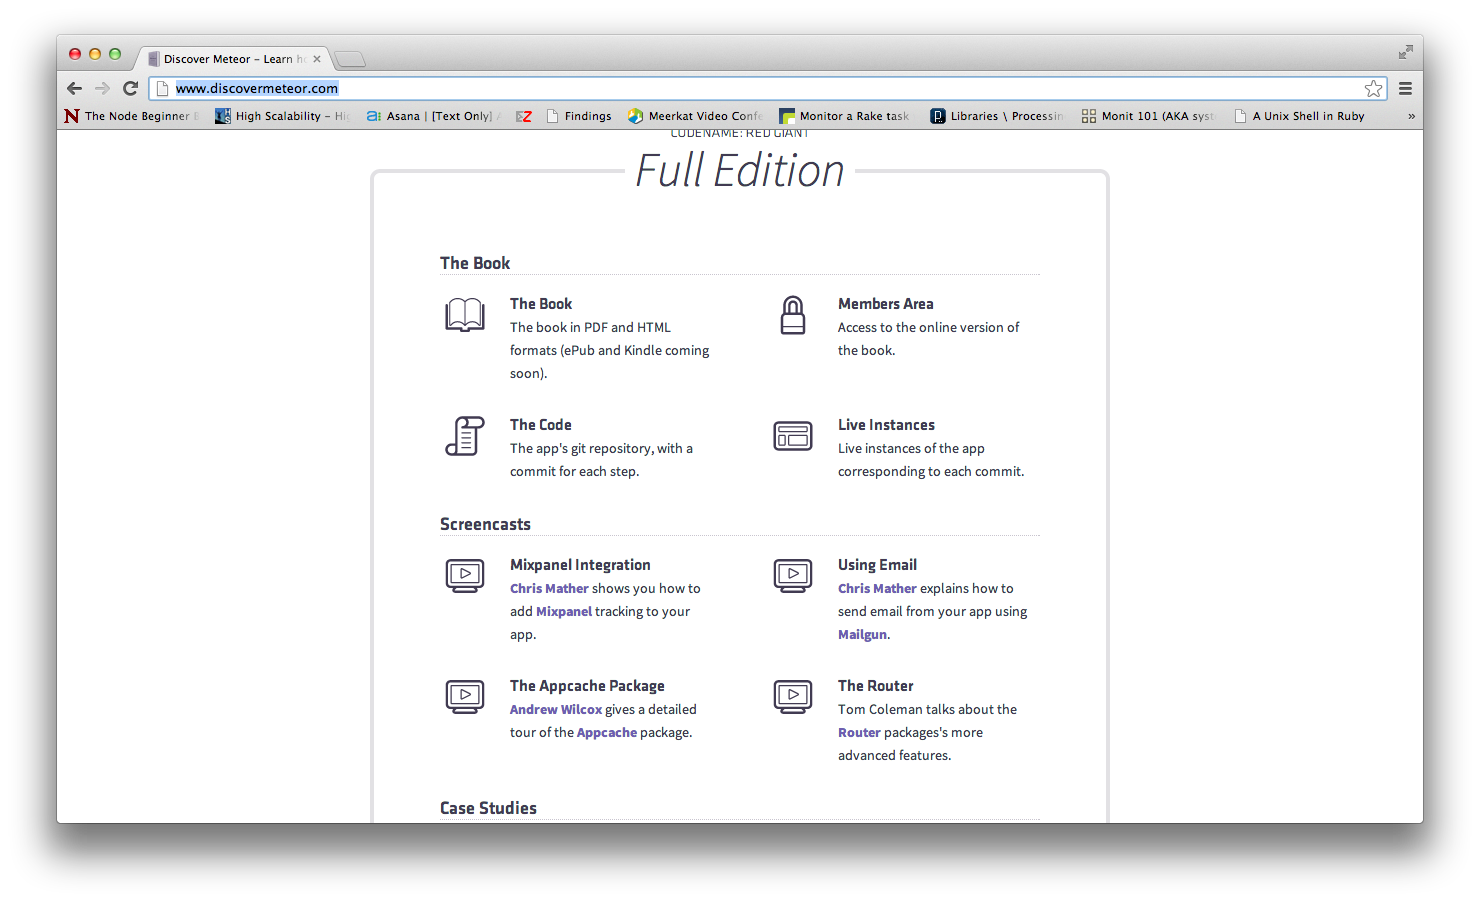 Discover Meteor – Learn ho
www.discovermeteor.com
The Node Beginner B
High Scalability – Hig
Asana | [Text Only] A
Findings
Meerkat Video Confe
Monitor a Rake task
Libraries \ Processin
Monit 101 (AKA syst
A Unix Shell in Ruby
»
CODENAME: RED GIANT
Full Edition
The Book
The Book
The book in PDF and HTML
formats (ePub and Kindle coming
soon).
Members Area
Access to the online version of
the book.
The Code
The app's git repository, with a
commit for each step.
Live Instances
Live instances of the app
corresponding to each commit.
Screencasts
Mixpanel Integration
Chris Mather shows you how to
add Mixpanel tracking to your
app.
Using Email
Chris Mather explains how to
send email from your app using
Mailgun.
The Appcache Package
Andrew Wilcox gives a detailed
tour of the Appcache package.
The Router
Tom Coleman talks about the
Router packages's more
advanced features.
Case Studies